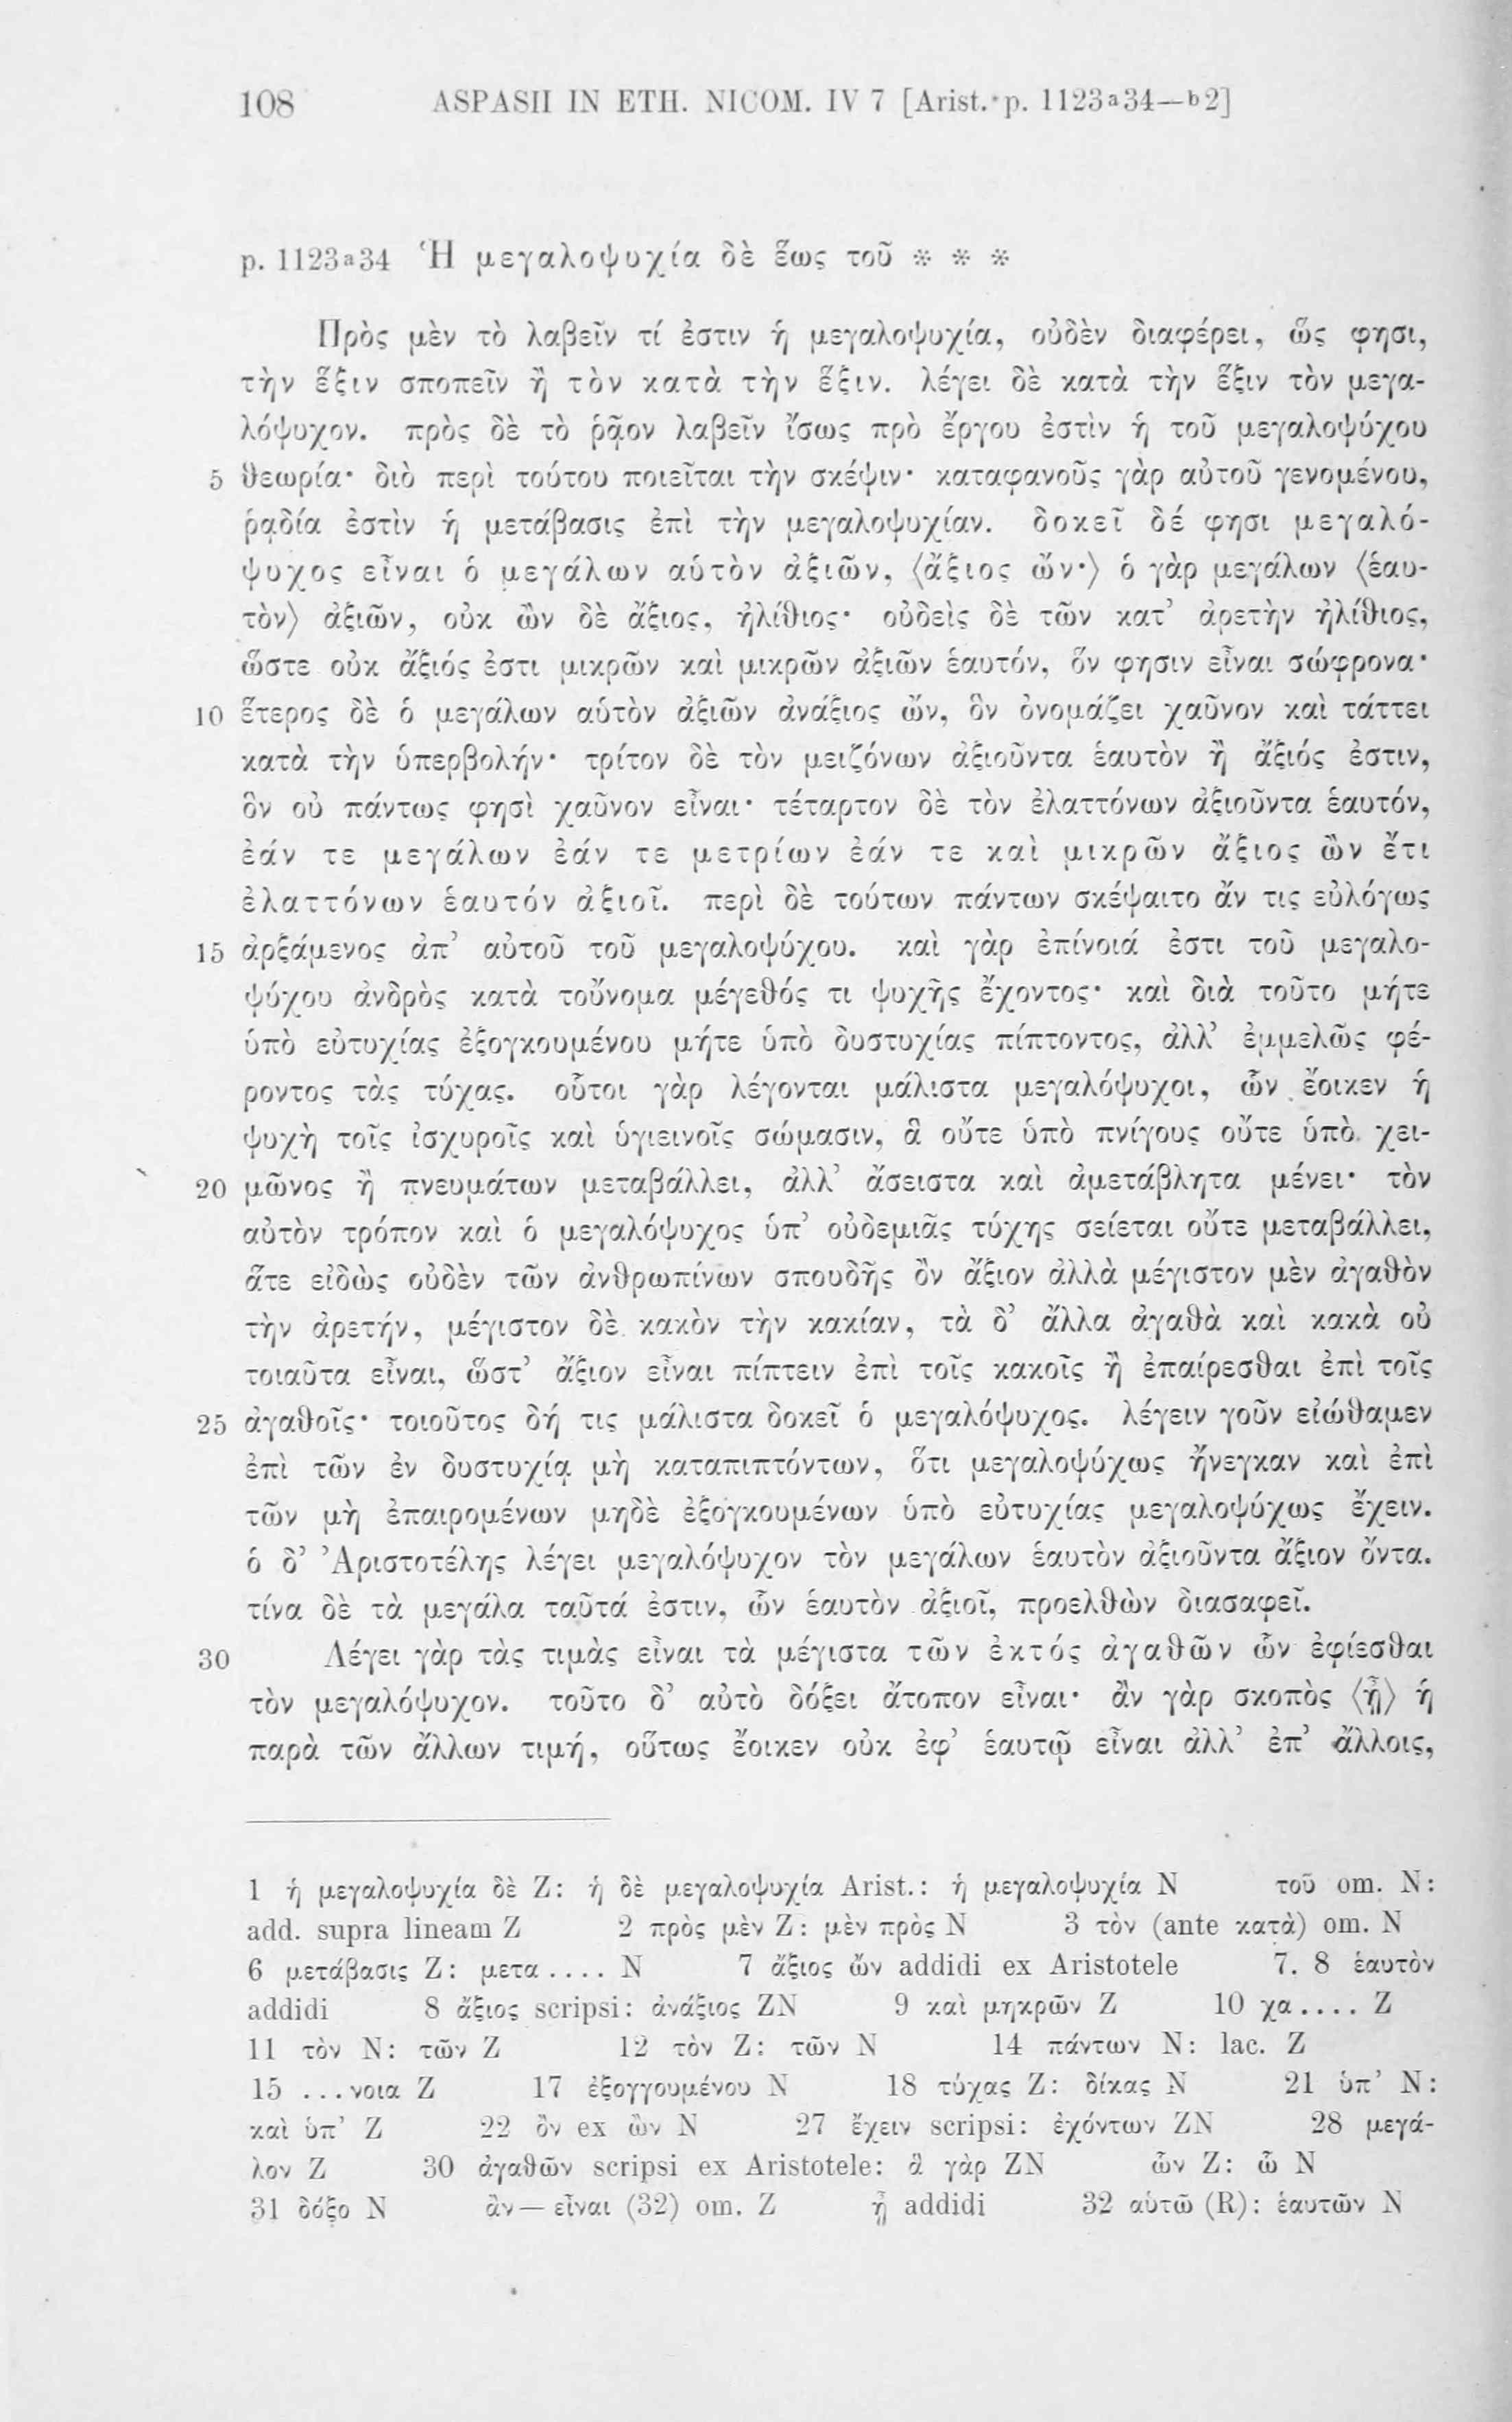 108 ASPASII IN ETH. NICOM. IV 7 [Arist. p. 1123a34—b2]
p. 1123a34 Ἡ μεγαλοψυχία δὲ ἕως τοῦ * * *
Πρὸς μὲν τὸ λαβεῖν τί ἐστιν ἡ μεγαλοψυχία, οὐδὲν διαφέρει, ὥς φησι,
τὴν ἕξιν σποπεῖν ἢ τὸν κατὰ τὴν ἕξιν. λέγει δὲ κατὰ τὴν ἕξιν τὸν μεγα-
λόψυχον. πρὸς δὲ τὸ ῥᾷον λαβεῖν ἴσως πρὸ ἔργου ἐστὶν ἡ τοῦ μεγαλοψύχου
5 θεωρία· διὸ περὶ τούτου ποιεῖται τὴν σκέψιν· καταφανοῦς γὰρ αὐτοῦ γενομένου,
ῥᾳδία ἐστὶν ἡ μετάβασις ἐπὶ τὴν μεγαλοψυχίαν. δοκεῖ δέ φησι μεγαλό-
ψυχος εἶναι ὁ μεγάλων αὑτὸν ἀξιῶν, ⟨ἄξιος ὤν·⟩ ὁ γὰρ μεγάλων ⟨ἑαυ-
τὸν⟩ ἀξιῶν, οὐκ ὢν δὲ ἄξιος, ἠλίθιος· οὐδεὶς δὲ τῶν κατ’ ἀρετὴν ἠλίθιος,
ὥστε οὐκ ἄξιός ἐστι μικρῶν καὶ μικρῶν ἀξιῶν ἑαυτόν, ὅν φησιν εἶναι σώφρονα·
10 ἕτερος δὲ ὁ μεγάλων αὑτὸν ἀξιῶν ἀνάξιος ὤν, ὃν ὀνομάζει χαῦνον καὶ τάττει
κατὰ τὴν ὑπερβολήν· τρίτον δὲ τὸν μειζόνων ἀξιοῦντα ἑαυτὸν ἢ ἄξιός ἐστιν,
ὃν οὐ πάντως φησὶ χαῦνον εἶναι· τέταρτον δὲ τὸν ἐλαττόνων ἀξιοῦντα ἑαυτόν,
ἐάν τε μεγάλων ἐάν τε μετρίων ἐάν τε καὶ μικρῶν ἄξιος ὢν ἔτι
ἐλαττόνων ἑαυτόν ἀξιοῖ. περὶ δὲ τούτων πάντων σκέψαιτο ἄν τις εὐλόγως
15 ἀρξάμενος ἀπ’ αὐτοῦ τοῦ μεγαλοψύχου. καὶ γὰρ ἐπίνοιά ἐστι τοῦ μεγαλο-
ψύχου ἀνδρὸς κατὰ τοὔνομα μέγεθός τι ψυχῆς ἔχοντος· καὶ διὰ τοῦτο μήτε
ὑπὸ εὐτυχίας ἐξογκουμένου μήτε ὑπὸ δυστυχίας πίπτοντος, ἀλλ’ ἐμμελῶς φέ-
ροντος τὰς τύχας. οὗτοι γὰρ λέγονται μάλιστα μεγαλόψυχοι, ὧν ἔοικεν ἡ
ψυχὴ τοῖς ἰσχυροῖς καὶ ὑγιεινοῖς σώμασιν, ἃ οὔτε ὑπὸ πνίγους οὔτε ὑπὸ χει-
20 μῶνος ἢ πνευμάτων μεταβάλλει, ἀλλ’ ἄσειστα καὶ ἀμετάβλητα μένει· τὸν
αὐτὸν τρόπον καὶ ὁ μεγαλόψυχος ὑπ’ οὐδεμιᾶς τύχης σείεται οὔτε μεταβάλλει,
ἅτε εἰδὼς οὐδὲν τῶν ἀνθρωπίνων σπουδῆς ὂν ἄξιον ἀλλὰ μέγιστον μὲν ἀγαθὸν
τὴν ἀρετήν, μέγιστον δὲ κακὸν τὴν κακίαν, τὰ δ’ ἄλλα ἀγαθὰ καὶ κακὰ οὐ
τοιαῦτα εἶναι, ὥστ’ ἄξιον εἶναι πίπτειν ἐπὶ τοῖς κακοῖς ἢ ἐπαίρεσθαι ἐπὶ τοῖς
25 ἀγαθοῖς· τοιοῦτος δή τις μάλιστα δοκεῖ ὁ μεγαλόψυχος. λέγειν γοῦν εἰώθαμεν
ἐπὶ τῶν ἐν δυστυχίᾳ μὴ καταπιπτόντων, ὅτι μεγαλοψύχως ἤνεγκαν καὶ ἐπὶ
τῶν μὴ ἐπαιρομένων μηδὲ ἐξογκουμένων ὑπὸ εὐτυχίας μεγαλοψύχως ἔχειν.
ὁ δ’ Ἀριστοτέλης λέγει μεγαλόψυχον τὸν μεγάλων ἑαυτὸν ἀξιοῦντα ἄξιον ὄντα.
τίνα δὲ τὰ μεγάλα ταῦτά ἐστιν, ὧν ἑαυτὸν ἀξιοῖ, προελθὼν διασαφεῖ.
30 Λέγει γὰρ τὰς τιμὰς εἶναι τὰ μέγιστα τῶν ἐκτός ἀγαθῶν ὧν ἐφίεσθαι
τὸν μεγαλόψυχον. τοῦτο δ’ αὐτὸ δόξει ἄτοπον εἶναι· ἂν γὰρ σκοπὸς ⟨ᾖ⟩ ἡ
παρὰ τῶν ἄλλων τιμή, οὕτως ἔοικεν οὐκ ἐφ’ ἑαυτῷ εἶναι ἀλλ’ ἐπ’ ἄλλοις,
1 ἡ μεγαλοψυχία δὲ Z: ἡ δὲ μεγαλοψυχία Arist.: ἡ μεγαλοψυχία N τοῦ om. N:
add. supra lineam Z 2 πρὸς μὲν Z: μὲν πρὸς N 3 τὸν (ante κατὰ) om. N
6 μετάβασις Z: μετα.... N 7 ἄξιος ὤν addidi ex Aristotele 7. 8 ἑαυτὸν
addidi 8 ἄξιος scripsi: ἀνάξιος ZN 9 καὶ μηκρῶν Z 10 χα.... Z
11 τὸν N: τῶν Z 12 τὸν Z: τῶν N 14 πάντων N: lac. Z
15 ...νοια Z 17 ἐξογγουμένου N 18 τύχας Z: δίκας N 21 ὑπ’ N:
καὶ ὑπ’ Z 22 ὂν ex ὢν N 27 ἔχειν scripsi: ἐχόντων ZN 28 μεγά-
λον Z 30 ἀγαθῶν scripsi ex Aristotele: ἃ γὰρ ZN ὧν Z: ὦ N
31 δόξο N ἂν—εἶναι (32) om. Z ᾖ addidi 32 αὑτῶ (R): ἑαυτῶν N